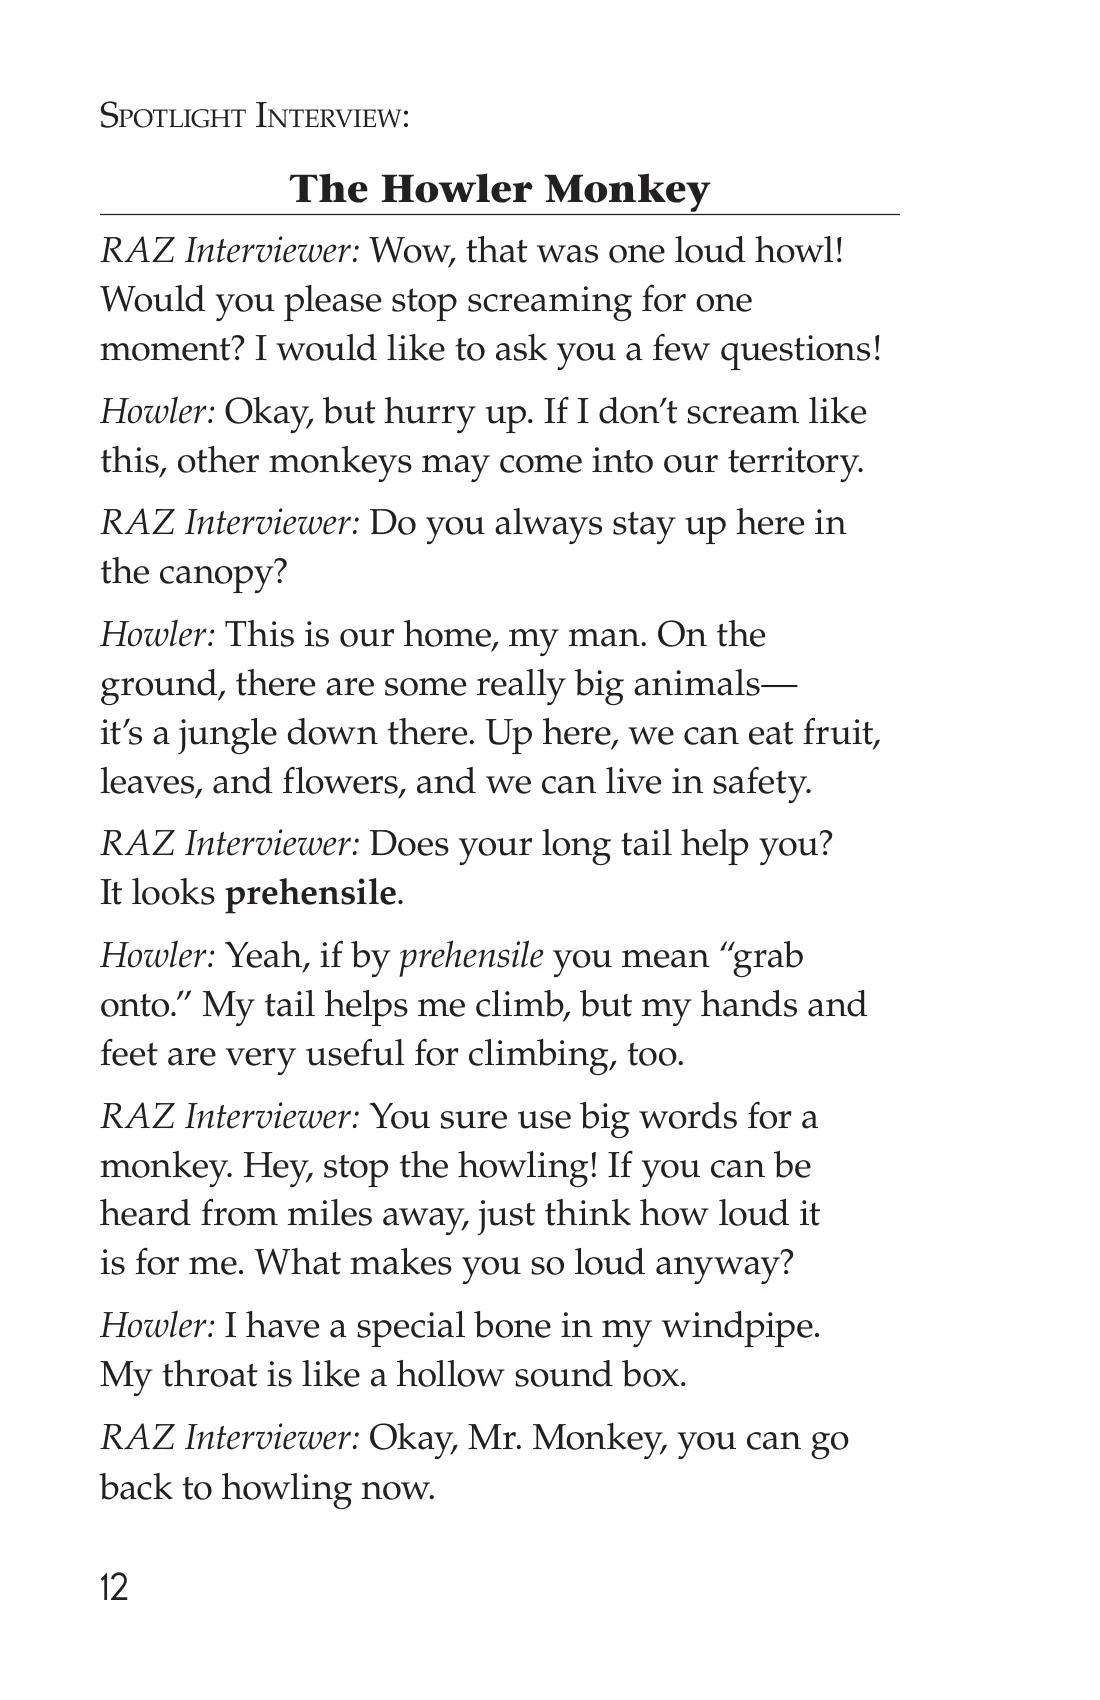 SPOTLIGHT INTERVIEW:
The Howler Monkey
RAZ Interviewer: Wow, that was one loud howl!
Would you please stop screaming for one
moment? I would like to ask you a few questions!
Howler: Okay, but hurry up. If I don’t scream like
this, other monkeys may come into our territory.
RAZ Interviewer: Do you always stay up here in
the canopy?
Howler: This is our home, my man. On the
ground, there are some really big animals—
it’s a jungle down there. Up here, we can eat fruit,
leaves, and flowers, and we can live in safety.
RAZ Interviewer: Does your long tail help you?
It looks prehensile.
Howler: Yeah, if by prehensile you mean “grab
onto.” My tail helps me climb, but my hands and
feet are very useful for climbing, too.
RAZ Interviewer: You sure use big words for a
monkey. Hey, stop the howling! If you can be
heard from miles away, just think how loud it
is for me. What makes you so loud anyway?
Howler: I have a special bone in my windpipe.
My throat is like a hollow sound box.
RAZ Interviewer: Okay, Mr. Monkey, you can go
back to howling now.
12